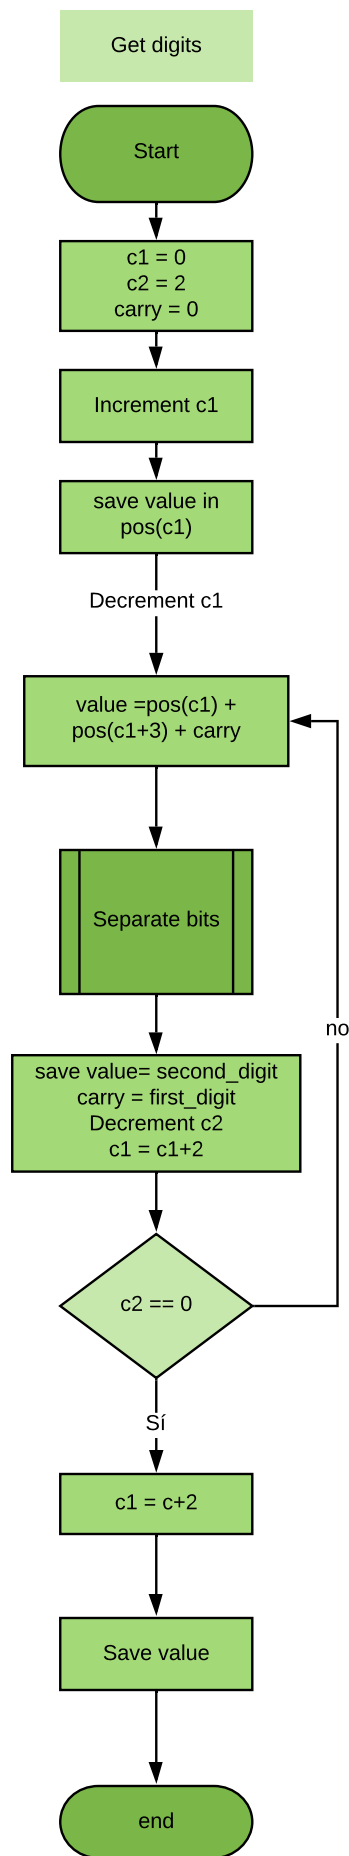 Get digits
Start
c1 = 0
c2 = 2
carry = 0
Increment c1
save value in
pos(c1)
Decrement c1
value =pos(c1) +
pos(c1+3) + carry
Separate bits
save value= second_digit
carry = first_digit
Decrement c2
c1 = c1+2
no
c2 == 0
Sí
c1 = c+2
Save value
end